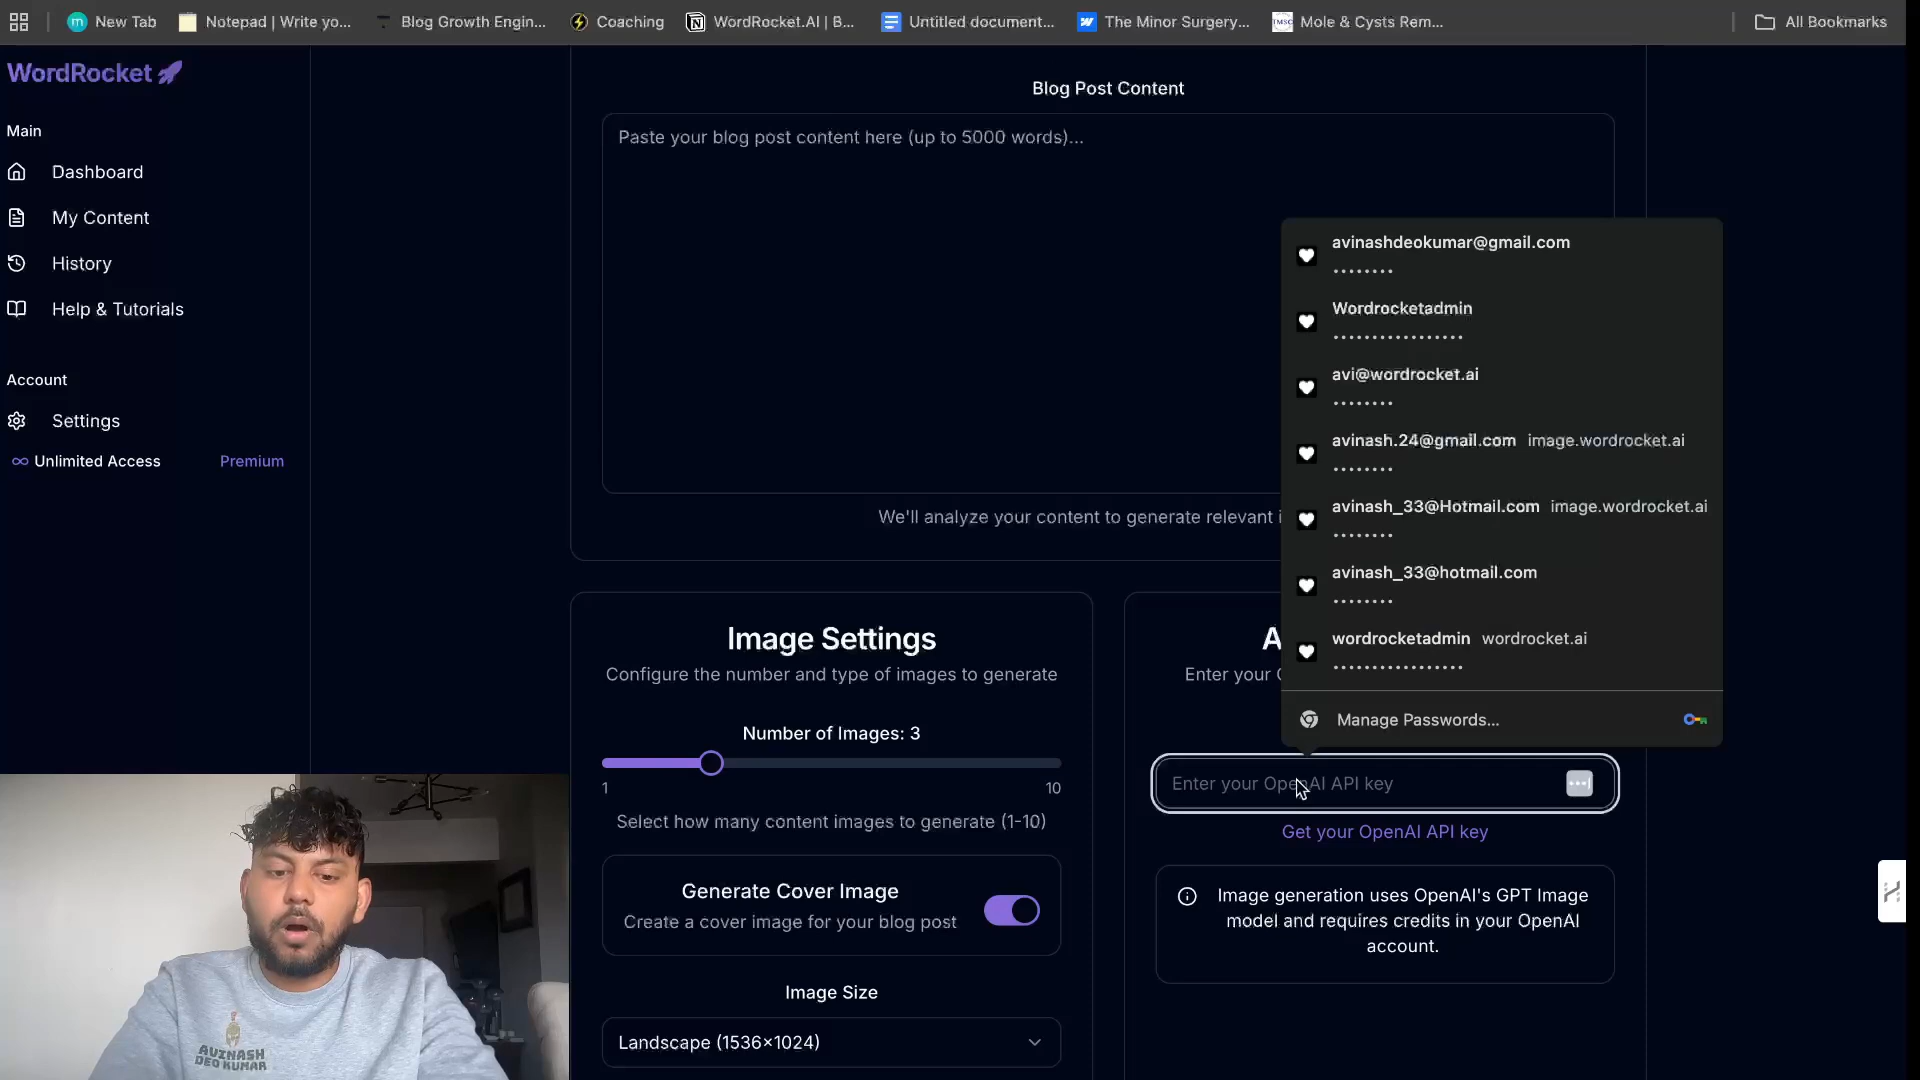 New Tab
Notepad | Write yo...
Blog Growth Engin...
Coaching
WordRocket.AI | B...
Untitled document...
The Minor Surgery...
TMSC
Mole & Cysts Rem...
All Bookmarks
WordRocket
Main
Dashboard
My Content
History
Help & Tutorials
Account
Settings
Unlimited Access Premium
Blog Post Content
Paste your blog post content here (up to 5000 words)...
We'll analyze your content to generate relevant i
avinashdeokumar@gmail.com
••••••••
Wordrocketadmin
•••••••••••••••••
avi@wordrocket.ai
••••••••
avinash.24@gmail.com image.wordrocket.ai
••••••••
avinash_33@Hotmail.com image.wordrocket.ai
••••••••
avinash_33@hotmail.com
••••••••
wordrocketadmin wordrocket.ai
•••••••••••••••••
Manage Passwords...
Image Settings
Configure the number and type of images to generate
Number of Images: 3
1 10
Select how many content images to generate (1-10)
Generate Cover Image
Create a cover image for your blog post
Image Size
Landscape (1536×1024)
A
Enter your O
Enter your OpenAI API key
Get your OpenAI API key
Image generation uses OpenAI's GPT Image
model and requires credits in your OpenAI
account.
AVINASH
DEO KUMAR